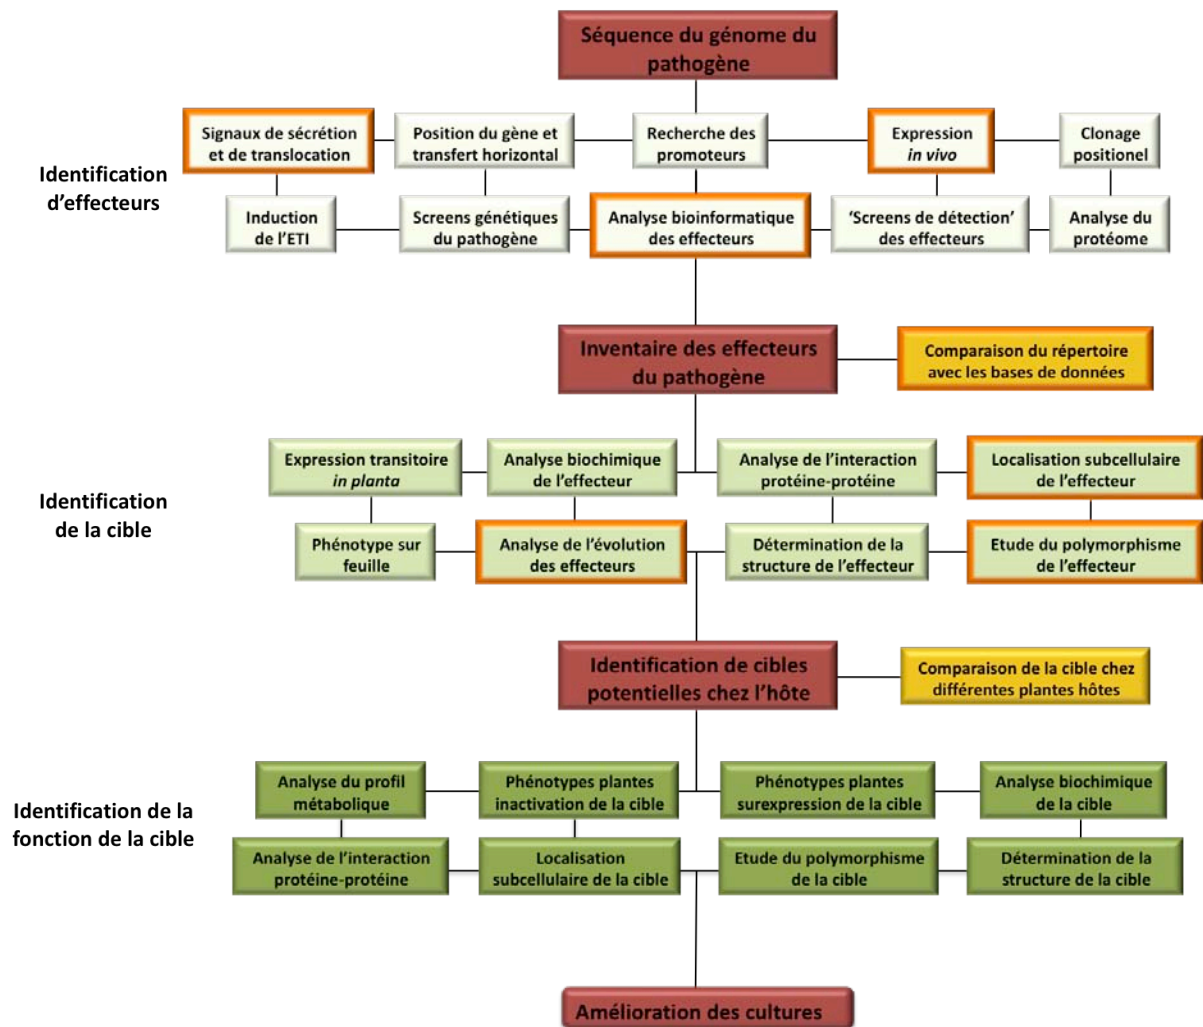 Séquence du génome du
pathogène
Identification
d'effecteurs
Signaux de sécrétion
et de translocation
Position du gène et
transfert horizontal
Recherche des
promoteurs
Expression
in vivo
Clonage
positionel
Induction
de l'ETI
Screens génétiques
du pathogène
Analyse bioinformatique
des effecteurs
'Screens de détection'
des effecteurs
Analyse du
protéome
Inventaire des effecteurs
du pathogène
Comparaison du répertoire
avec les bases de données
Identification
de la cible
Expression transitoire
in planta
Analyse biochimique
de l'effecteur
Analyse de l'interaction
protéine-protéine
Localisation subcellulaire
de l'effecteur
Phénotype sur
feuille
Analyse de l'évolution
des effecteurs
Détermination de la
structure de l'effecteur
Etude du polymorphisme
de l'effecteur
Identification de cibles
potentielles chez l'hôte
Comparaison de la cible chez
différentes plantes hôtes
Identification de la
fonction de la cible
Analyse du profil
métabolique
Phénotypes plantes
inactivation de la cible
Phénotypes plantes
surexpression de la cible
Analyse biochimique
de la cible
Analyse de l'interaction
protéine-protéine
Localisation
subcellulaire de la cible
Etude du polymorphisme
de la cible
Détermination de la
structure de la cible
Amélioration des cultures